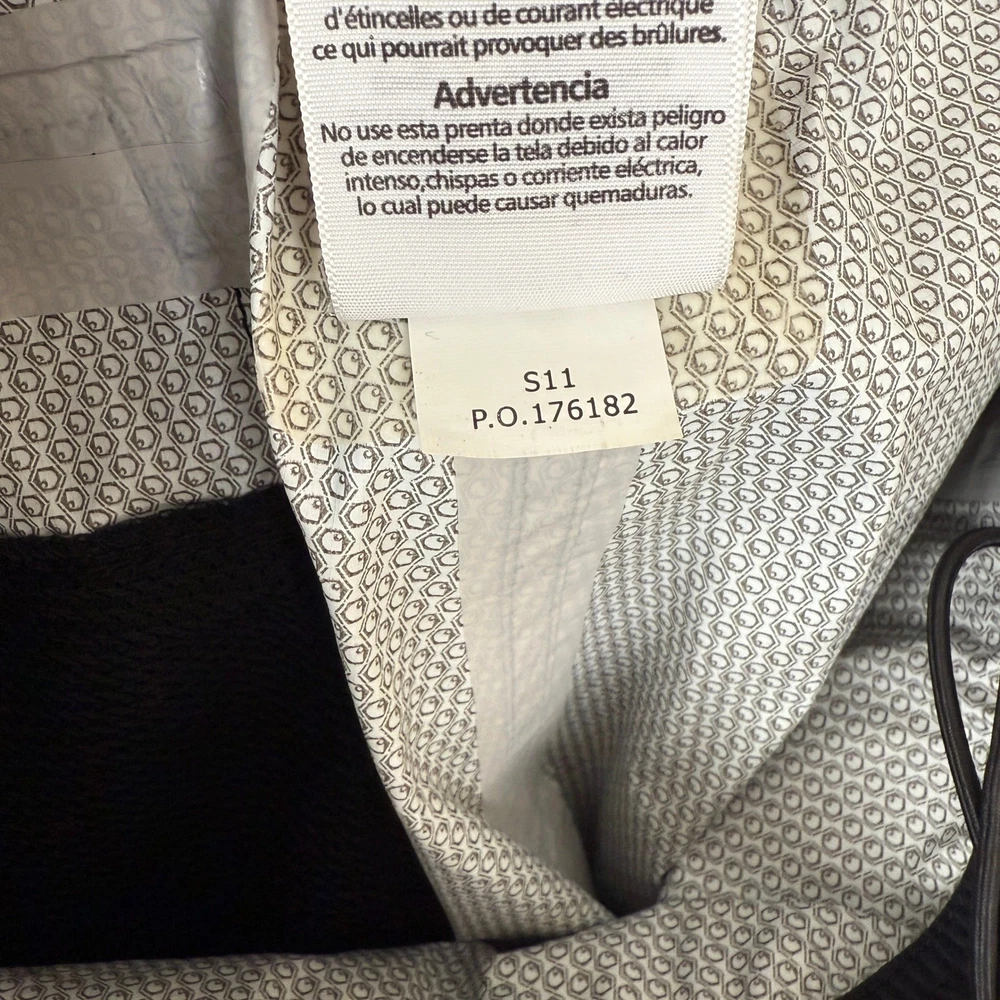 d'étincelles ou de courant électrique
ce qui pourrait provoquer des brûlures.
Advertencia
No use esta prenta donde exista peligro
de encenderse la tela debido al calor
intenso,chispas o corriente eléctrica,
lo cual puede causar quemaduras.
S11
P.O.176182